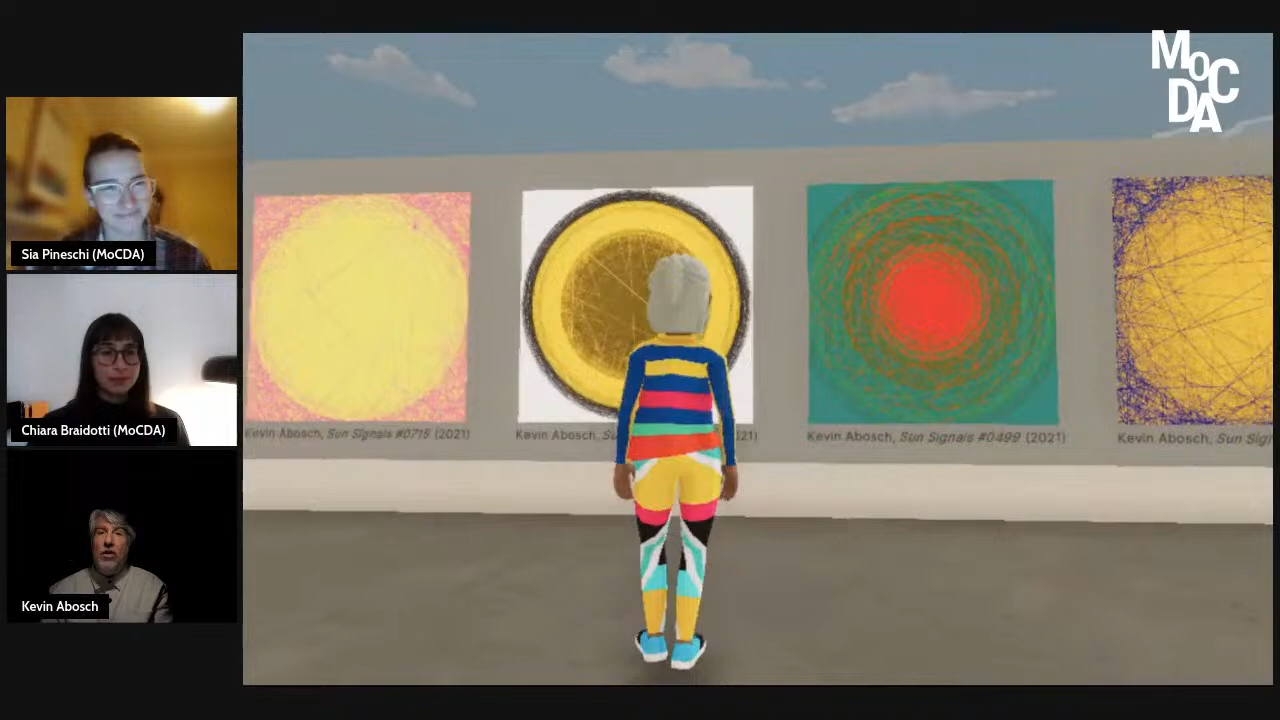 MoCDA
Sia Pineschi (MoCDA)
Chiara Braidotti (MoCDA)
Kevin Abosch
Kevin Abosch, Sun Signals #0715 (2021)
Kevin Abosch, Su
21)
Kevin Abosch, Sun Signals #0499 (2021)
Kevin Abosch, Sun Sig